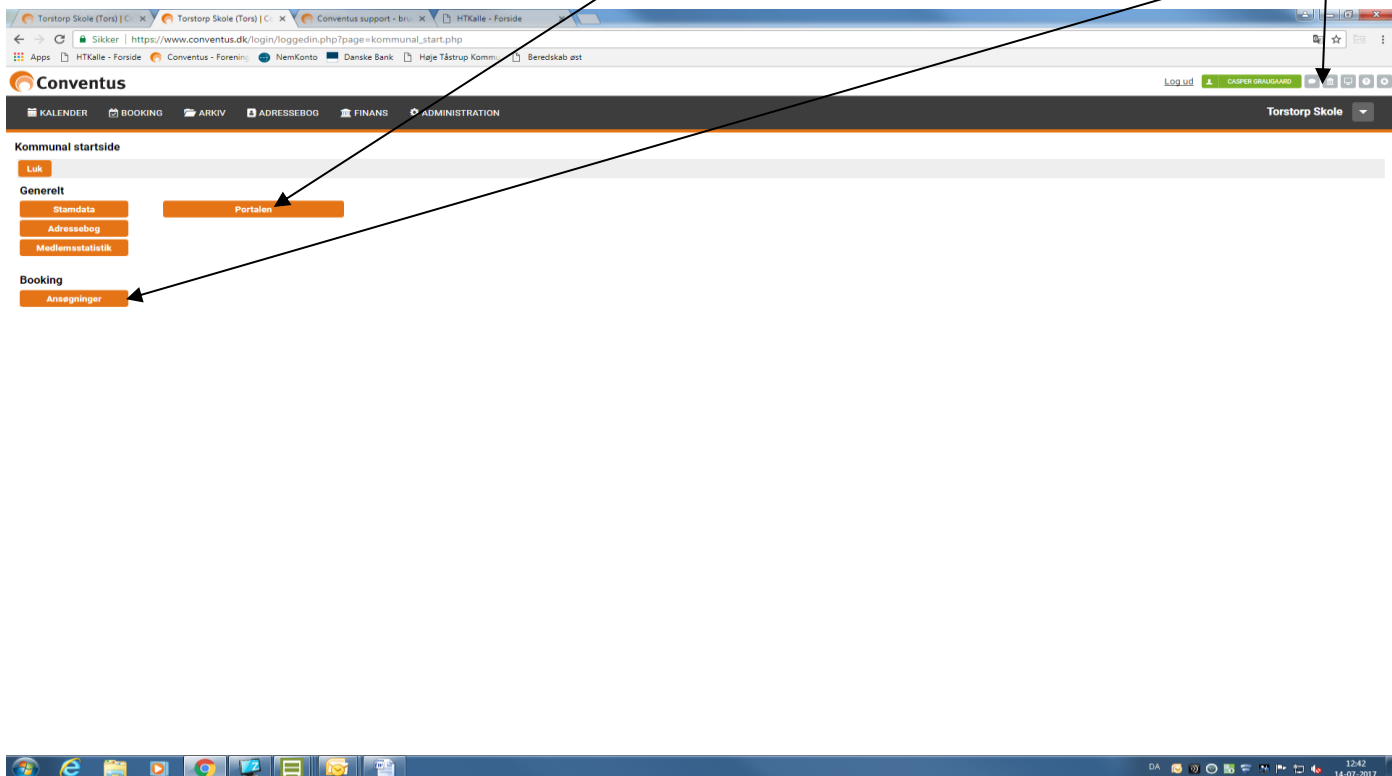 Torstorp Skole (Tors) | Co
Torstorp Skole (Tors) | Co
Conventus support - bru
HTKalle - Forside
Sikker | https://www.conventus.dk/login/loggedin.php?page=kommunal_start.php
Apps HTKalle - Forside Conventus - Forening NemKonto Danske Bank Høje Tåstrup Kommu Beredskab øst
Conventus
Log ud CASPER GRAUGAARD
KALENDER BOOKING ARKIV ADRESSEBOG FINANS ADMINISTRATION Torstorp Skole
Kommunal startside
Luk
Generelt
Stamdata Portalen
Adressebog
Medlemsstatistik
Booking
Ansøgninger
DA 12:42
14-07-2017